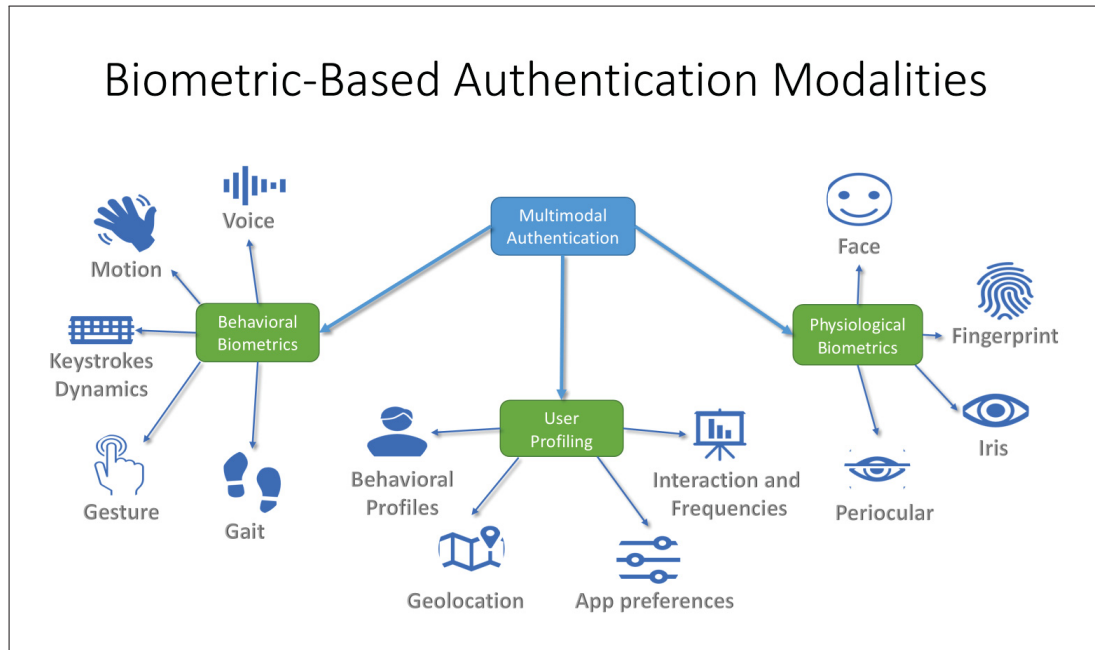 Biometric-Based Authentication Modalities
Voice
Motion
Keystrokes
Dynamics
Gesture
Gait
Behavioral
Biometrics
Multimodal
Authentication
User
Profiling
Behavioral
Profiles
Geolocation
App preferences
Interaction and
Frequencies
Physiological
Biometrics
Face
Fingerprint
Iris
Periocular